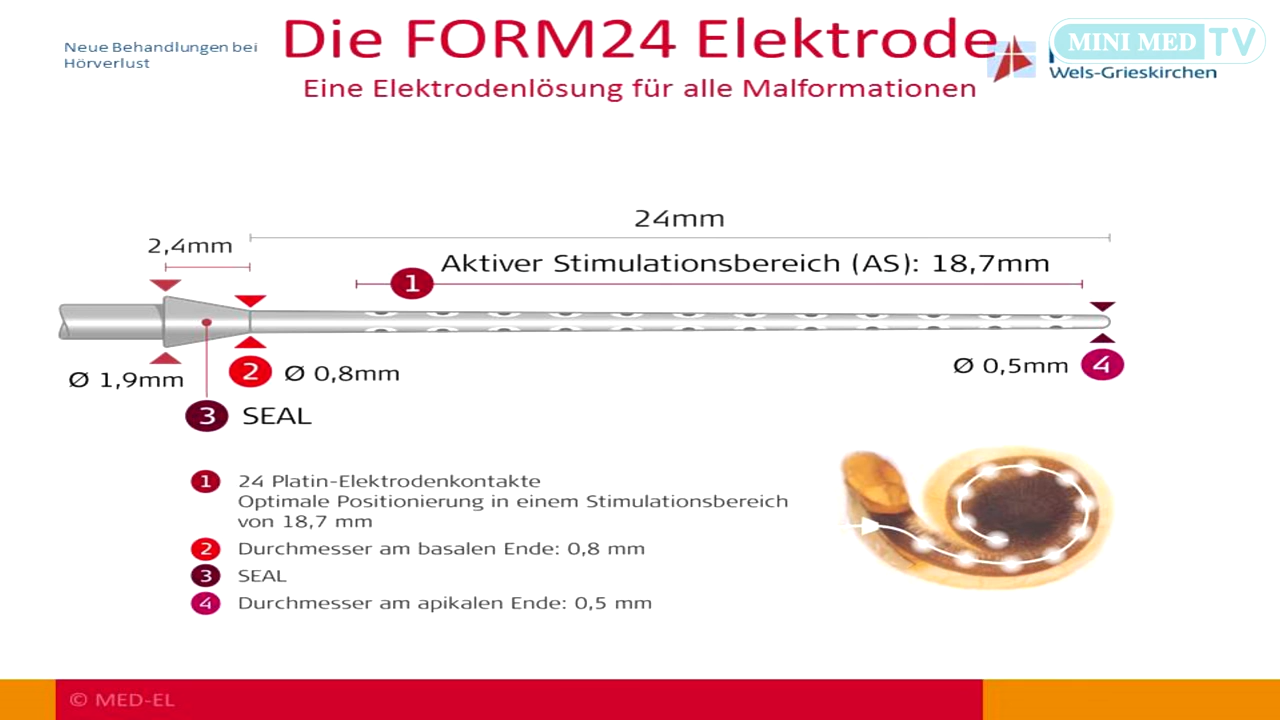 Neue Behandlungen bei
Hörverlust
Die FORM24 Elektrode
Eine Elektrodenlösung für alle Malformationen
MINI MED TV
Wels-Grieskirchen
24mm
2,4mm
Aktiver Stimulationsbereich (AS): 18,7mm
1
Ø 1,9mm
2 Ø 0,8mm
Ø 0,5mm 4
3 SEAL
1 24 Platin-Elektrodenkontakte
Optimale Positionierung in einem Stimulationsbereich
von 18,7 mm
2 Durchmesser am basalen Ende: 0,8 mm
3 SEAL
4 Durchmesser am apikalen Ende: 0,5 mm
© MED-EL